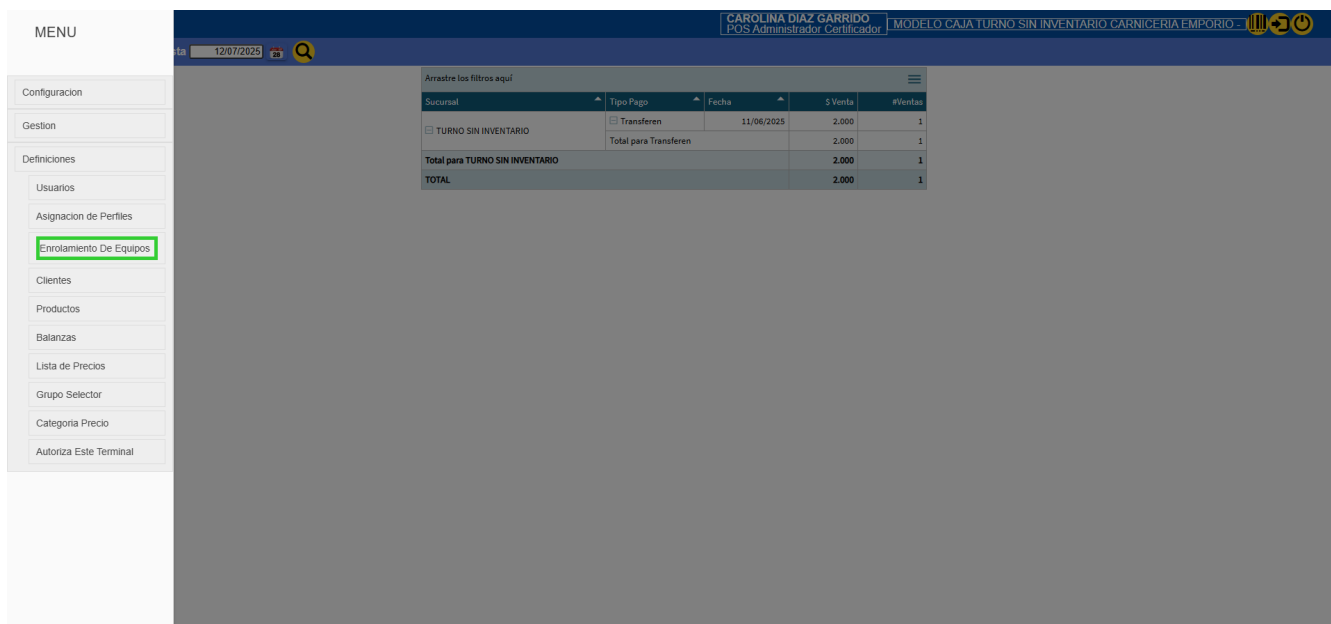 MENU
CAROLINA DIAZ GARRIDO
POS Administrador Certificador
MODELO CAJA TURNO SIN INVENTARIO CARNICERIA EMPORIO -
sta 12/07/2025
Configuracion
Gestion
Definiciones
Usuarios
Asignacion de Perfiles
Enrolamiento De Equipos
Clientes
Productos
Balanzas
Lista de Precios
Grupo Selector
Categoria Precio
Autoriza Este Terminal
Arrastre los filtros aquí
Sucursal Tipo Pago Fecha $ Venta #Ventas
TURNO SIN INVENTARIO Transferen 11/06/2025 2.000 1
Total para Transferen 2.000 1
Total para TURNO SIN INVENTARIO 2.000 1
TOTAL 2.000 1